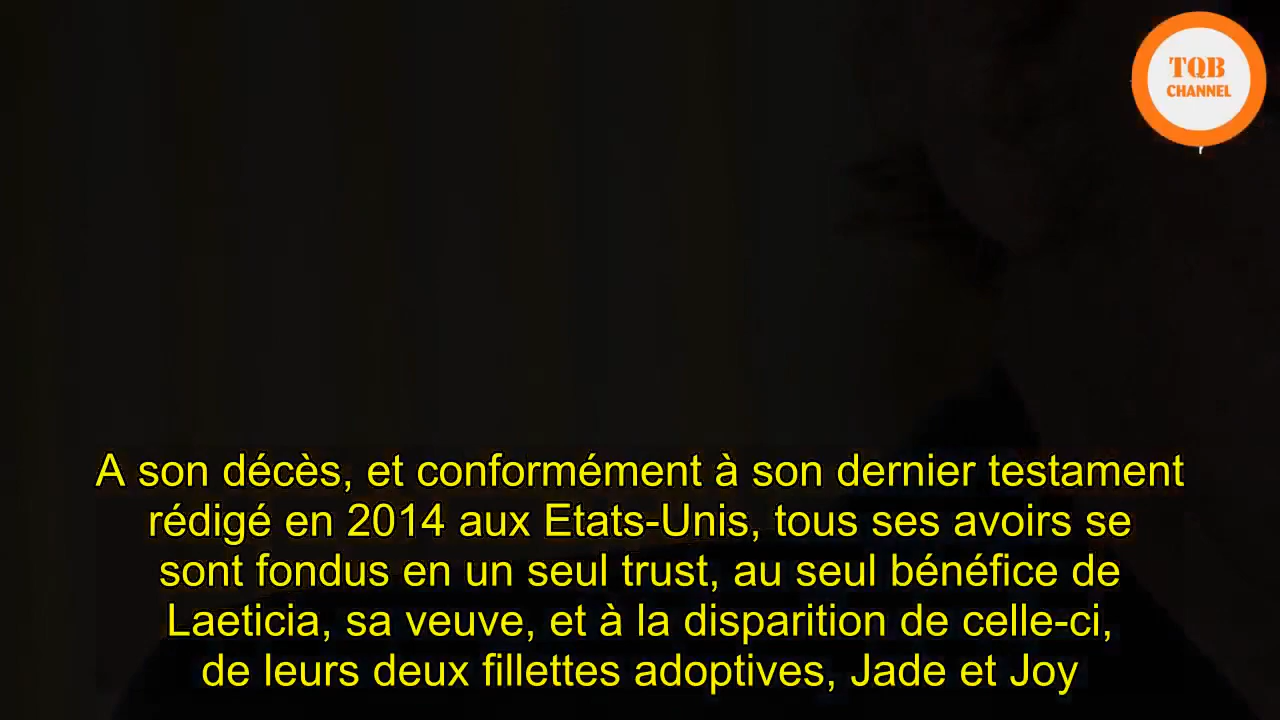 TQB
CHANNEL
A son décès, et conformément à son dernier testament
rédigé en 2014 aux Etats-Unis, tous ses avoirs se
sont fondus en un seul trust, au seul bénéfice de
Laeticia, sa veuve, et à la disparition de celle-ci,
de leurs deux fillettes adoptives, Jade et Joy